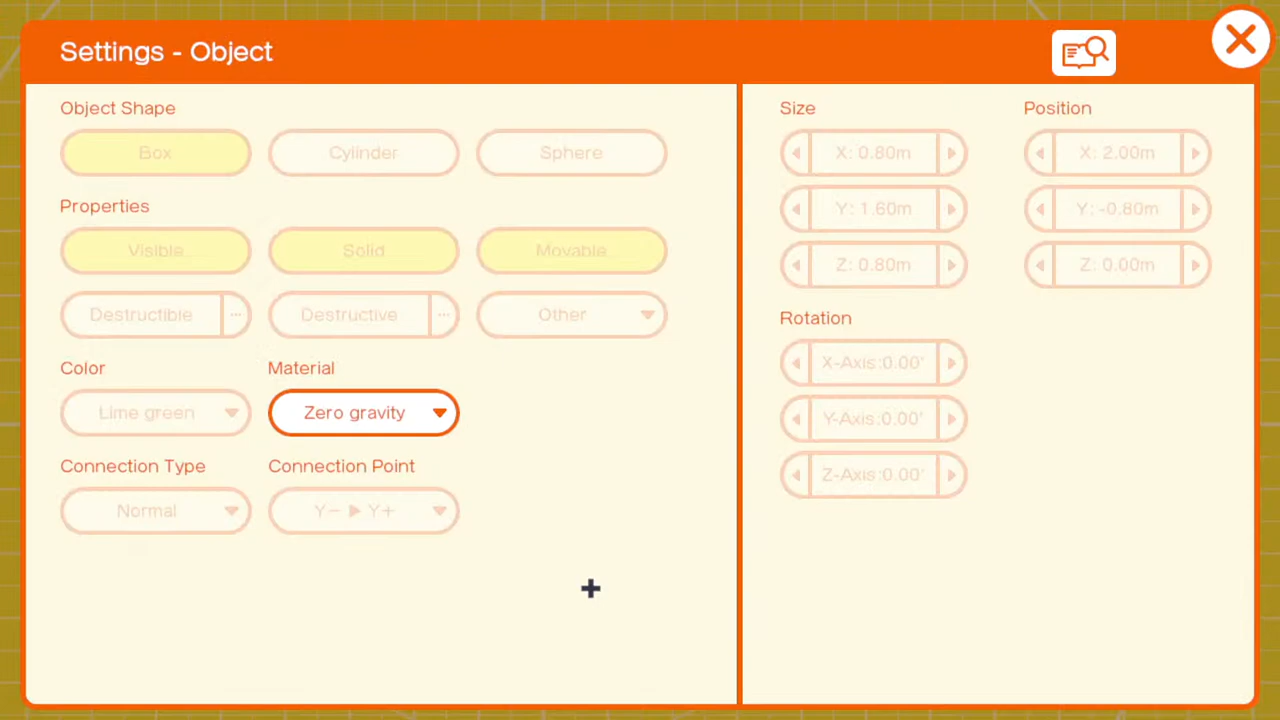 Settings - Object
Object Shape
Box
Cylinder
Sphere
Properties
Visible
Solid
Movable
Destructible ...
Destructive ...
Other
Color
Material
Lime green
Zero gravity
Connection Type
Connection Point
Normal
Y- ▶ Y+
Size
X: 0.80m
Y: 1.60m
Z: 0.80m
Position
X: 2.00m
Y: -0.80m
Z: 0.00m
Rotation
X-Axis:0.00°
Y-Axis:0.00°
Z-Axis:0.00°